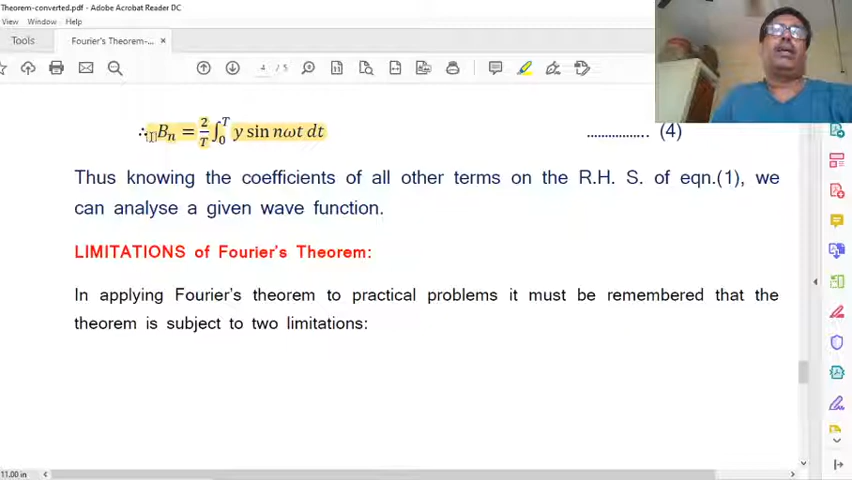 Theorem-converted.pdf - Adobe Acrobat Reader DC
View Window Help
Tools
Fourier's Theorem-... ×
4 / 5
∴ Bₙ = 2/T ∫₀ᵀ y sin nωt dt ................. (4)
Thus knowing the coefficients of all other terms on the R.H. S. of eqn.(1), we
can analyse a given wave function.
LIMITATIONS of Fourier's Theorem:
In applying Fourier's theorem to practical problems it must be remembered that the
theorem is subject to two limitations:
11.00 in